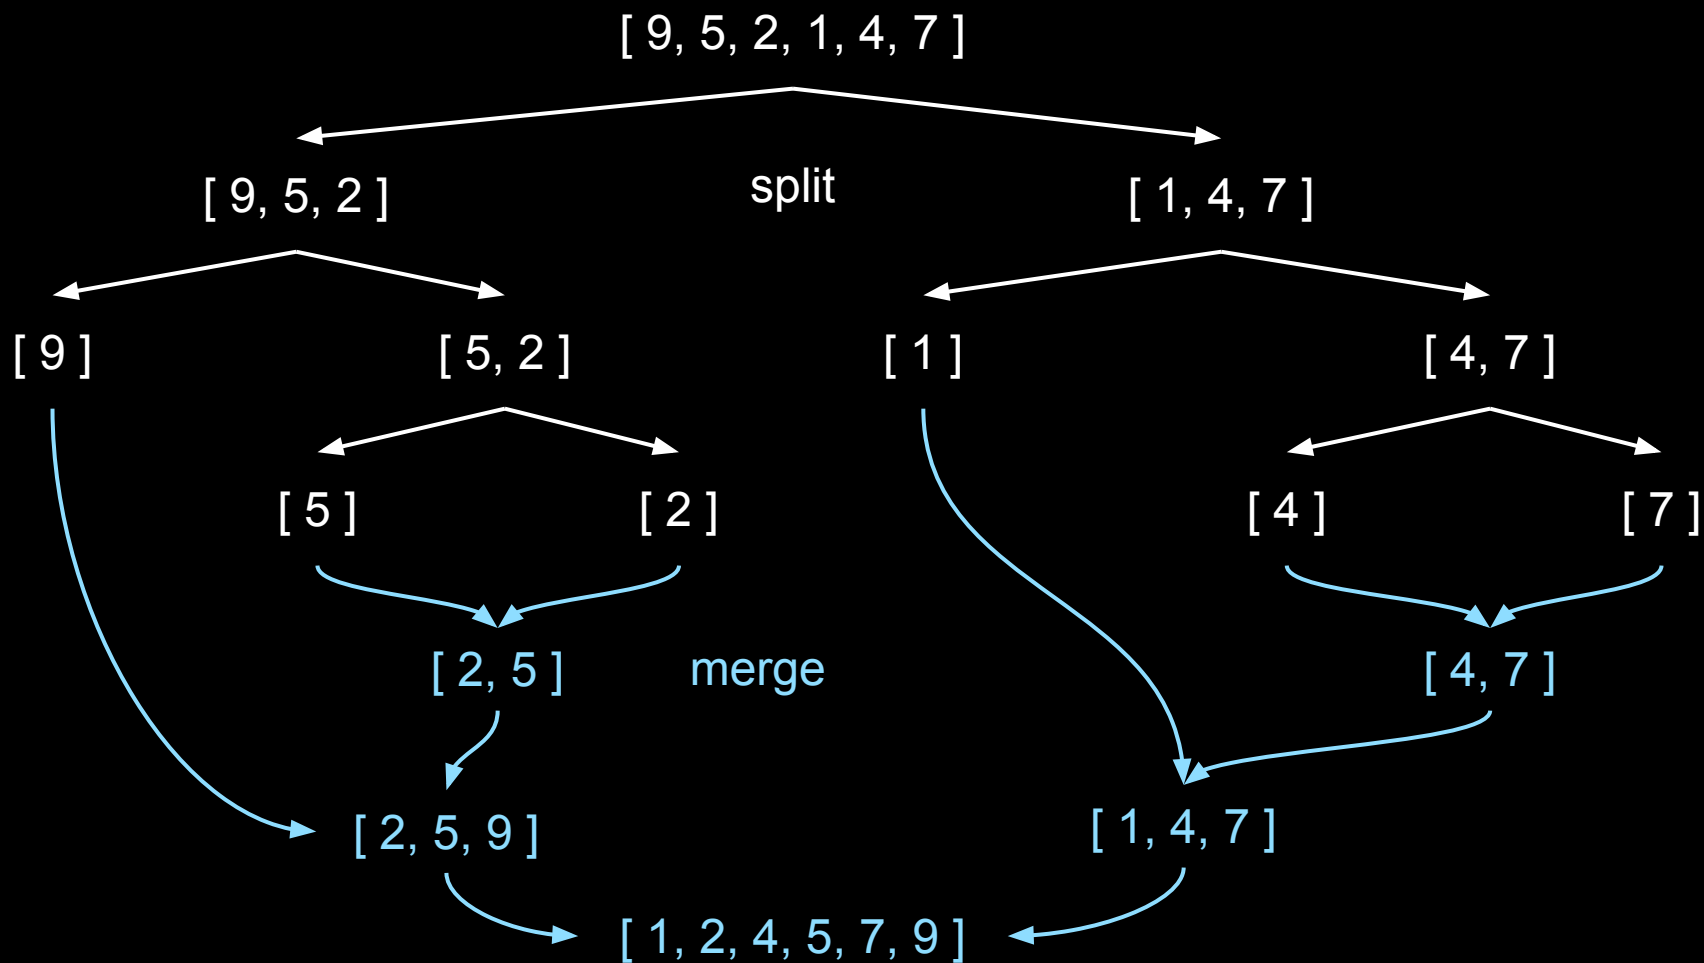 [ 9, 5, 2, 1, 4, 7 ]
split
[ 9, 5, 2 ]
[ 1, 4, 7 ]
[ 9 ]
[ 5, 2 ]
[ 1 ]
[ 4, 7 ]
[ 5 ]
[ 2 ]
[ 4 ]
[ 7 ]
[ 2, 5 ]
merge
[ 4, 7 ]
[ 2, 5, 9 ]
[ 1, 4, 7 ]
[ 1, 2, 4, 5, 7, 9 ]